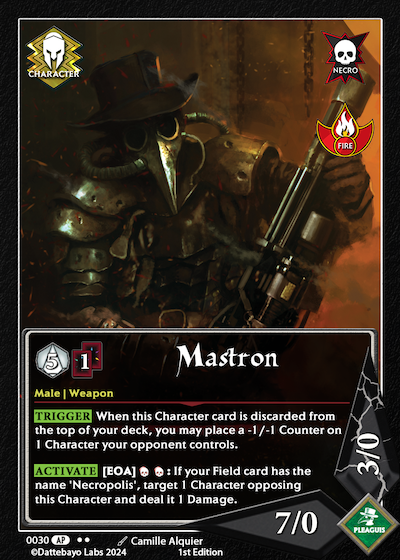 CHARACTER
NECRO
FIRE
5
1
Mastron
Male | Weapon
TRIGGER When this Character card is discarded from
the top of your deck, you may place a -1/-1 Counter on
1 Character your opponent controls.
ACTIVATE [EOA] : If your Field card has the
name 'Necropolis', target 1 Character opposing
this Character and deal it 1 Damage.
3/0
7/0
PLEAGUIS
0030 AP Camille Alquier
©Dattebayo Labs 2024 1st Edition